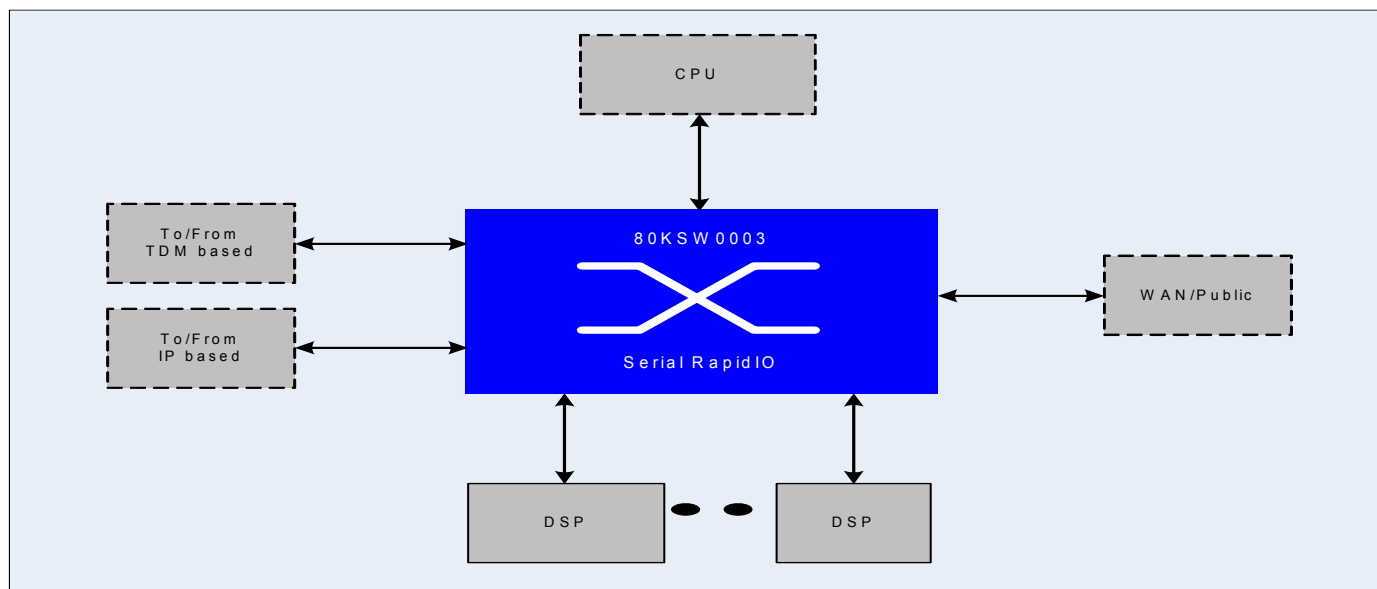 CPU
To/From
TDM based
80KSW0003
WAN/Public
To/From
IP based
Serial RapidIO
DSP
DSP